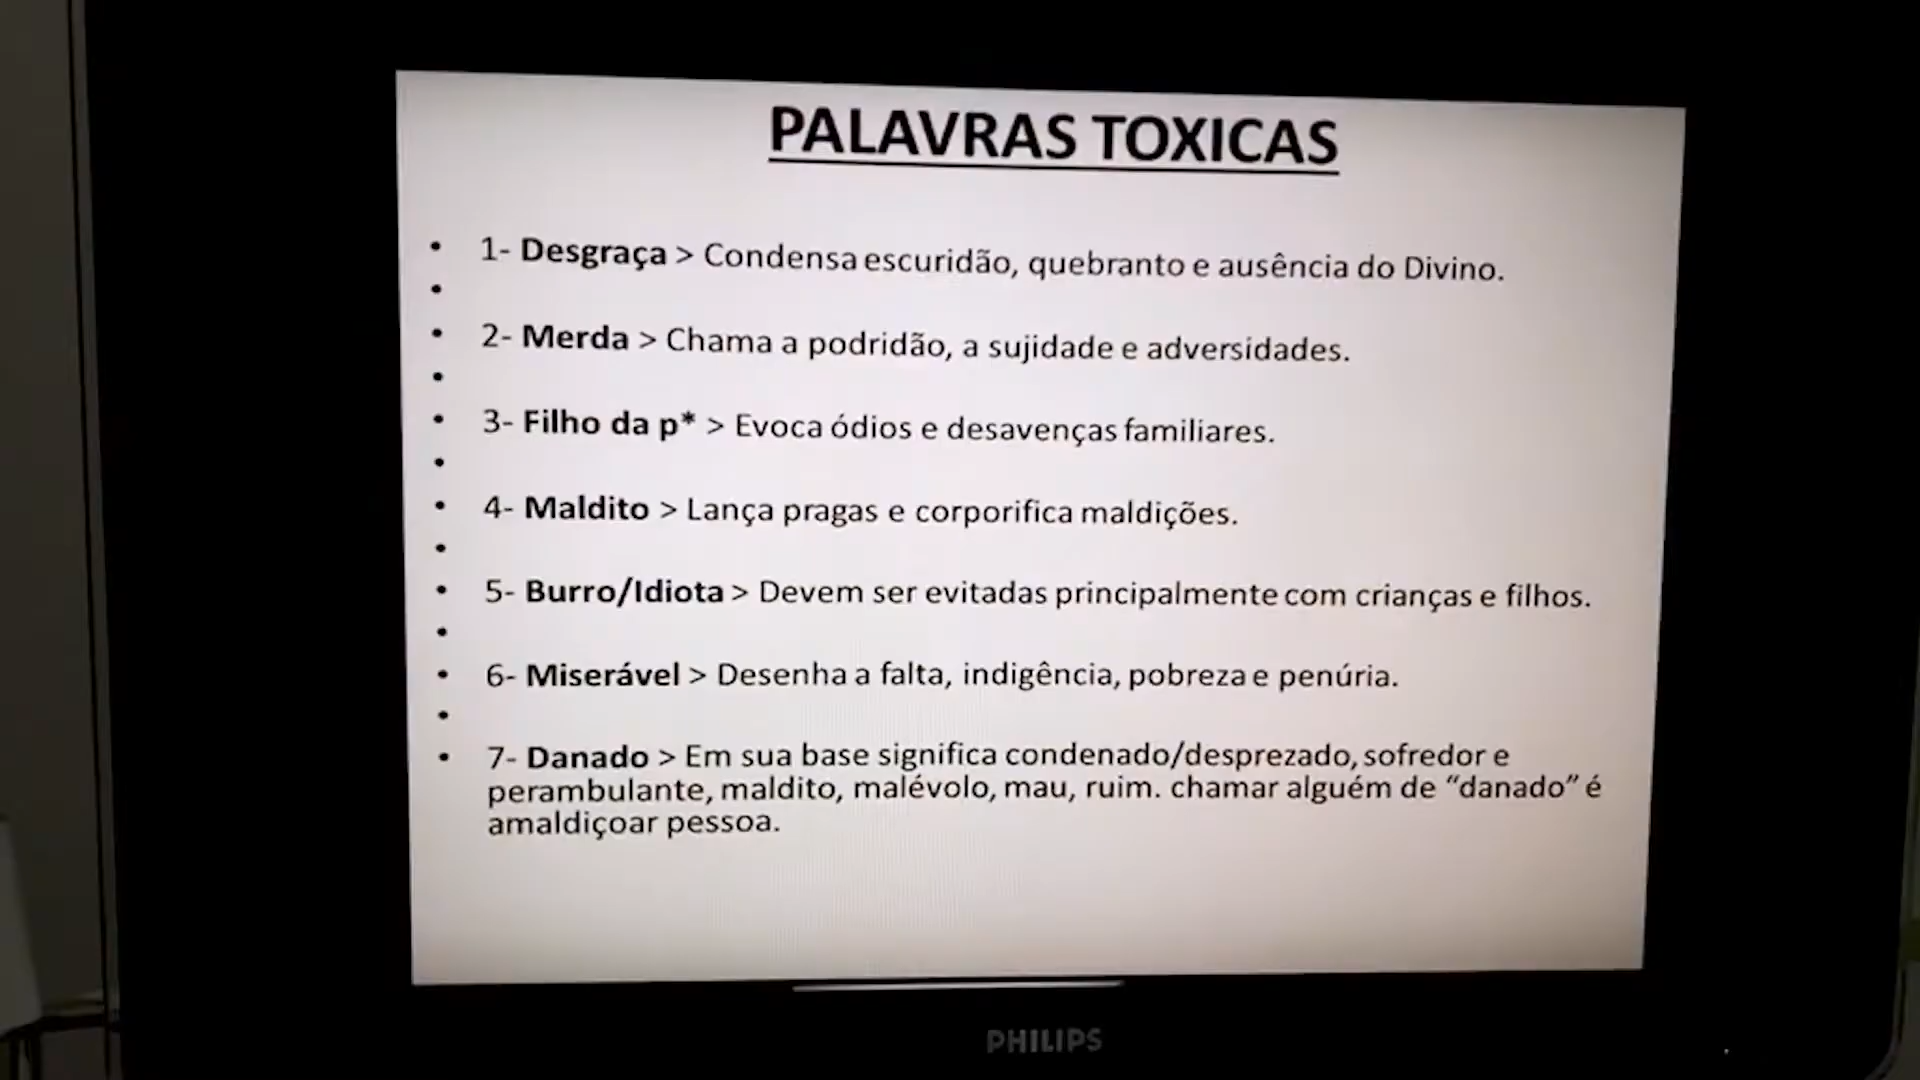 PALAVRAS TOXICAS
• 1- Desgraça > Condensa escuridão, quebranto e ausência do Divino.
•
• 2- Merda > Chama a podridão, a sujidade e adversidades.
•
• 3- Filho da p* > Evoca ódios e desavenças familiares.
•
• 4- Maldito > Lança pragas e corporifica maldições.
•
• 5- Burro/Idiota > Devem ser evitadas principalmente com crianças e filhos.
•
• 6- Miserável > Desenha a falta, indigência, pobreza e penúria.
•
• 7- Danado > Em sua base significa condenado/desprezado, sofredor e
perambulante, maldito, malévolo, mau, ruim. chamar alguém de “danado” é
amaldiçoar pessoa.
PHILIPS